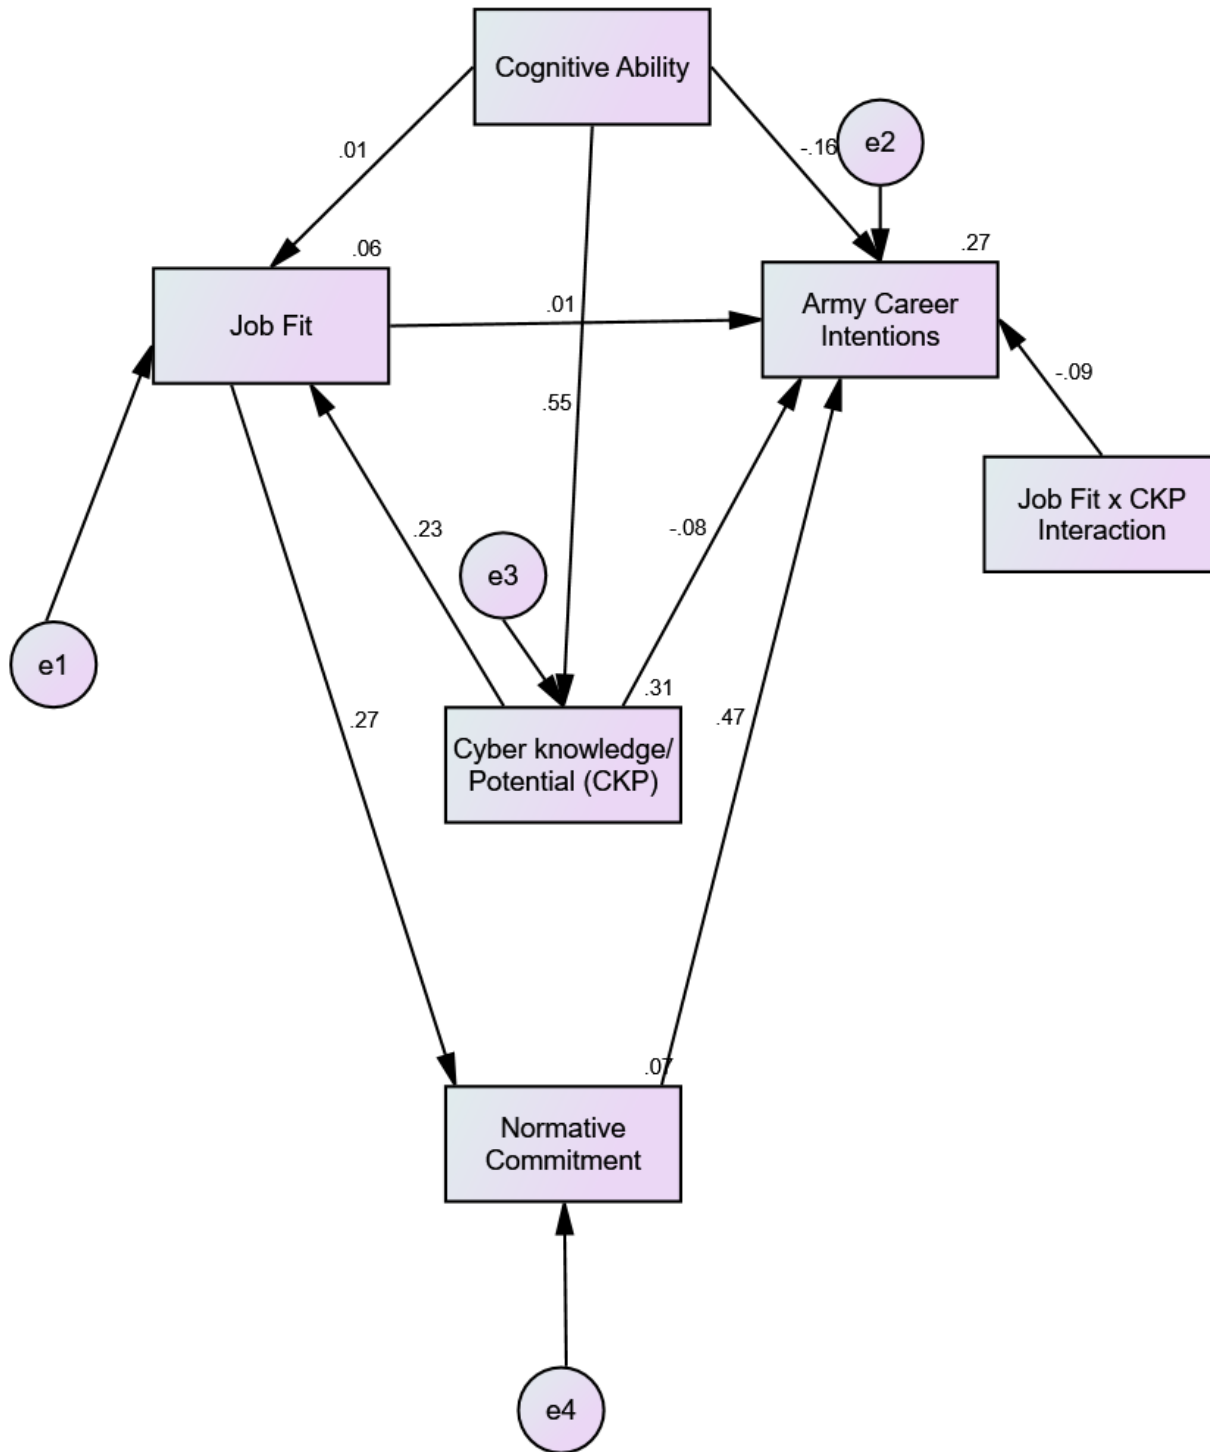 Cognitive Ability
e2
-.16
.01
.06
.27
Job Fit
.01
Army Career
Intentions
-.09
.55
Job Fit x CKP
Interaction
.23
-.08
e3
e1
.31
.27
.47
Cyber knowledge/
Potential (CKP)
.07
Normative
Commitment
e4